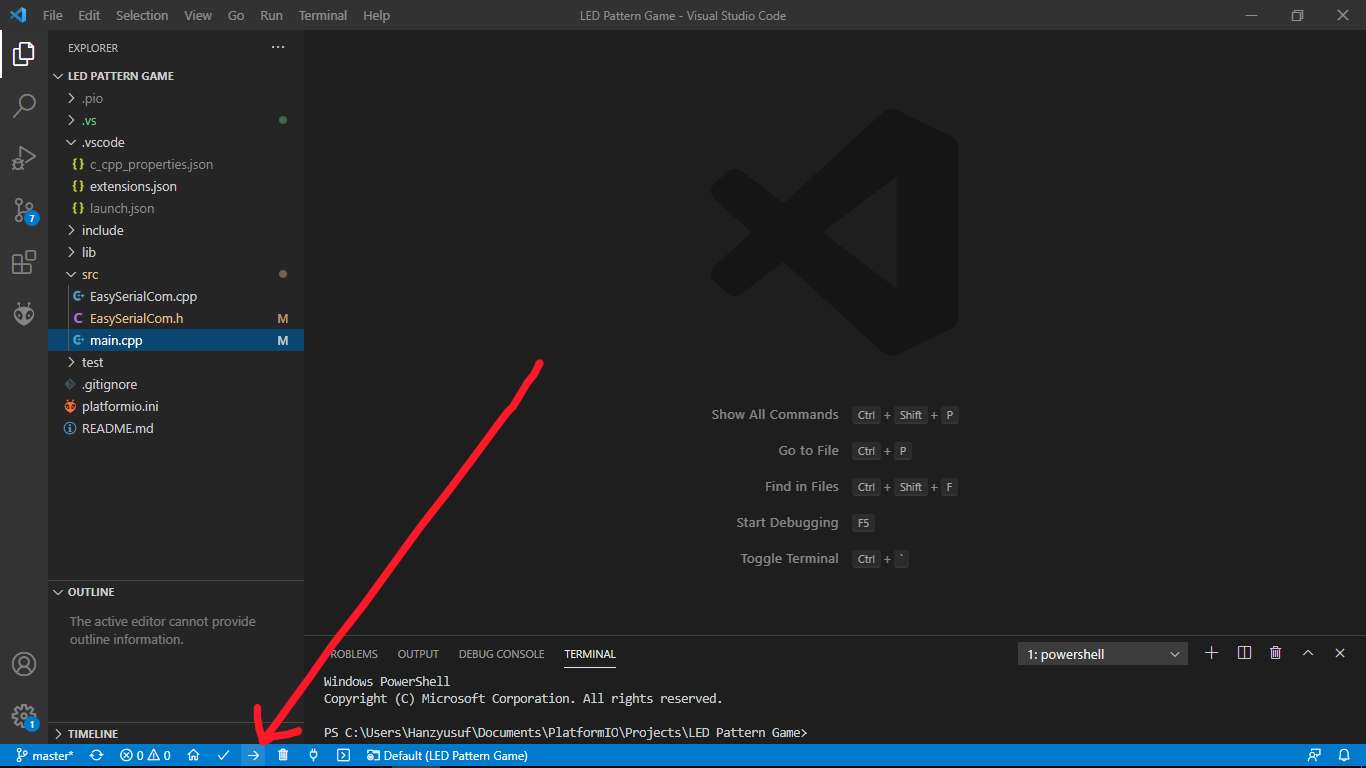 File Edit Selection View Go Run Terminal Help LED Pattern Game - Visual Studio Code
EXPLORER ...
LED PATTERN GAME
.pio
.vs
.vscode
{} c_cpp_properties.json
{} extensions.json
{} launch.json
7
include
lib
src
EasySerialCom.cpp
C EasySerialCom.h M
main.cpp M
test
.gitignore
platformio.ini
README.md
Show All Commands Ctrl + Shift + P
Go to File Ctrl + P
Find in Files Ctrl + Shift + F
Start Debugging F5
Toggle Terminal Ctrl + `
OUTLINE
The active editor cannot provide
outline information.
TIMELINE
1
ROBLEMS OUTPUT DEBUG CONSOLE TERMINAL 1: powershell
Windows PowerShell
Copyright (C) Microsoft Corporation. All rights reserved.
PS C:\Users\Hanzyusuf\Documents\PlatformIO\Projects\LED Pattern Game>
master* 0 0 Default (LED Pattern Game)